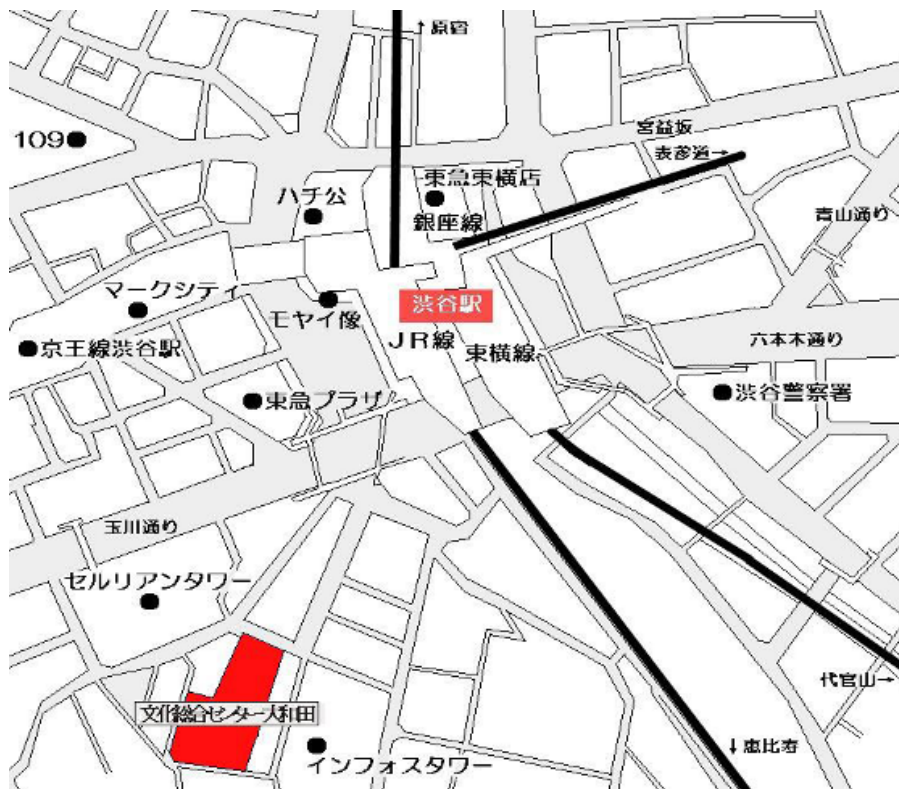 ↑原宿
宮益坂
109
表参道→
東急東横店
ハチ公
銀座線
青山通り
マークシティ
渋谷駅
モヤイ像
JR線
六本木通り
京王線渋谷駅
東横線
東急プラザ
渋谷警察署
玉川通り
セルリアンタワー
代官山→
文化総合センター大和田
↓恵比寿
インフォスタワー